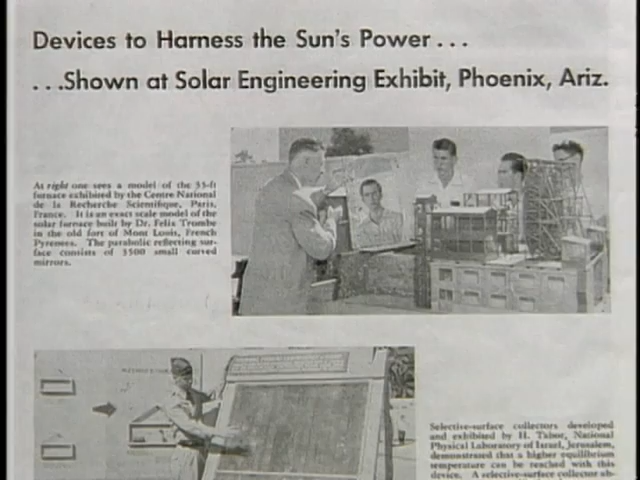 Devices to Harness the Sun's Power . . .
. . . Shown at Solar Engineering Exhibit, Phoenix, Ariz.
At right one sees a model of the 35-ft
furnace exhibited by the Centre National
de la Recherche Scientifique, Paris,
France. It is an exact scale model of the
solar furnace built by Dr. Felix Trombe
in the old fort of Mont Louis, French
Pyrenees. The parabolic reflecting sur-
face consists of 3500 small curved
mirrors.
Selective-surface collectors developed
and exhibited by H. Tabor, National
Physical Laboratory of Israel, Jerusalem,
demonstrated that a higher equilibrium
temperature can be reached with this
device. A selective-surface collector ab-